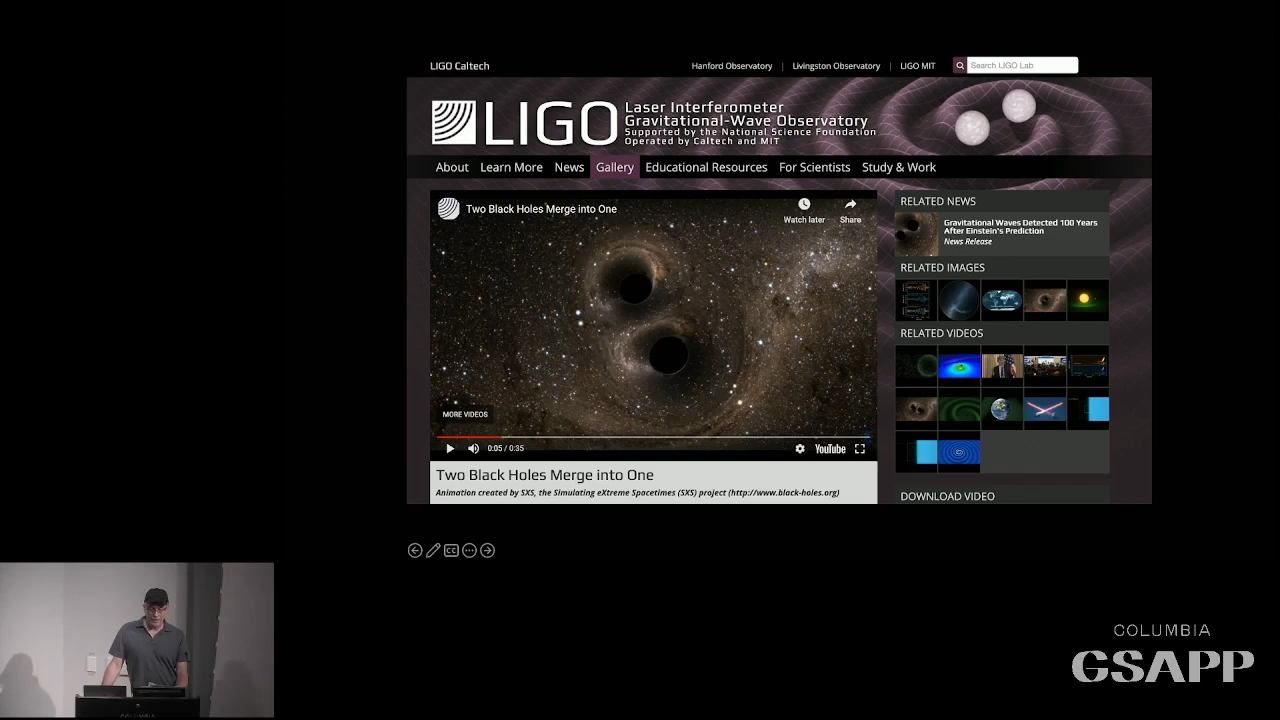 LIGO Caltech
Hanford Observatory | Livingston Observatory | LIGO MIT
Search LIGO Lab
LIGO
Laser Interferometer
Gravitational-Wave Observatory
Supported by the National Science Foundation
Operated by Caltech and MIT
About Learn More News Gallery Educational Resources For Scientists Study & Work
Two Black Holes Merge into One
Watch later
Share
MORE VIDEOS
0:05 / 0:35
YouTube
Two Black Holes Merge into One
Animation created by SXS, the Simulating eXtreme Spacetimes (SXS) project (http://www.black-holes.org)
RELATED NEWS
Gravitational Waves Detected 100 Years
After Einstein's Prediction
News Release
RELATED IMAGES
RELATED VIDEOS
DOWNLOAD VIDEO
CC
COLUMBIA
COLUMBIA
GSAPP